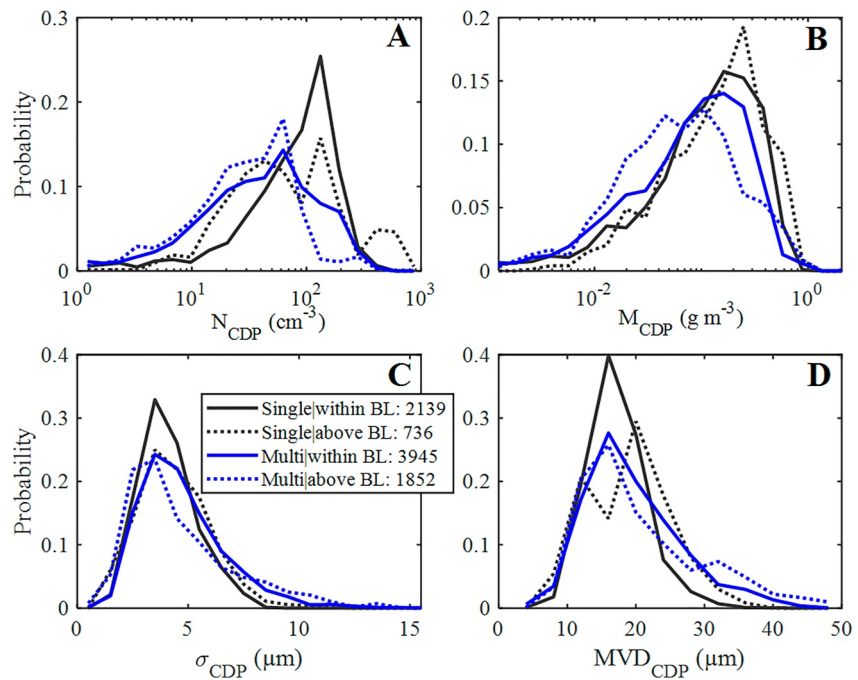 A
B
0.3
0.2
0.1
0
Probability
10^0
10^1
10^2
10^3
N_CDP (cm^-3)
0.15
0.1
0.05
0
10^-2
10^0
M_CDP (g m^-3)
C
D
0.4
0.3
0.2
0.1
0
Probability
Single|within BL: 2139
Single|above BL: 736
Multi|within BL: 3945
Multi|above BL: 1852
0
5
10
15
σ_CDP (µm)
0.4
0.3
0.2
0.1
0
0
10
20
30
40
50
MVD_CDP (µm)